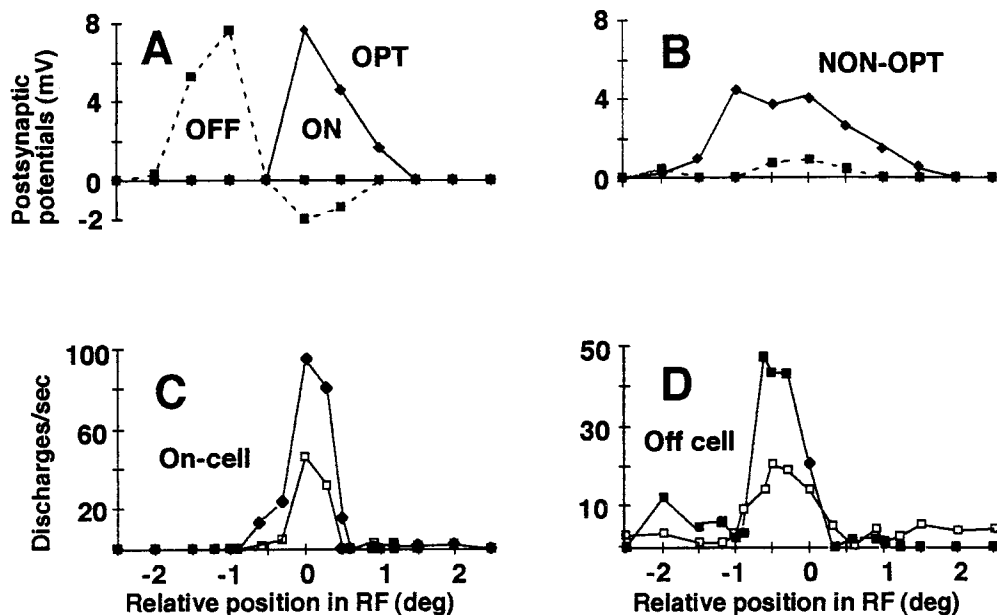 8
4
0
-2
Postsynaptic
potentials (mV)
A
OPT
OFF
ON
8
4
0
B
NON-OPT
100
60
20
Discharges/sec
C
On-cell
-2 -1 0 1 2
Relative position in RF (deg)
50
30
10
D
Off cell
-2 -1 0 1 2
Relative position in RF (deg)